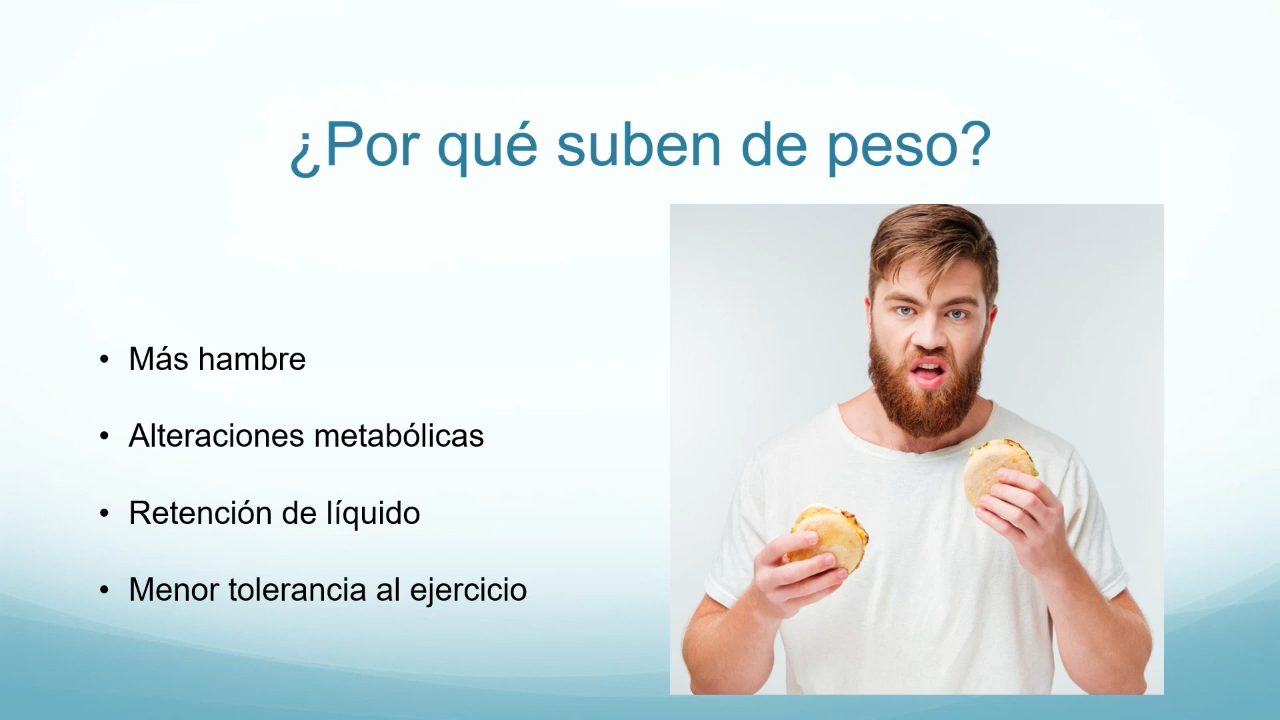 ¿Por qué suben de peso?
• Más hambre
• Alteraciones metabólicas
• Retención de líquido
• Menor tolerancia al ejercicio